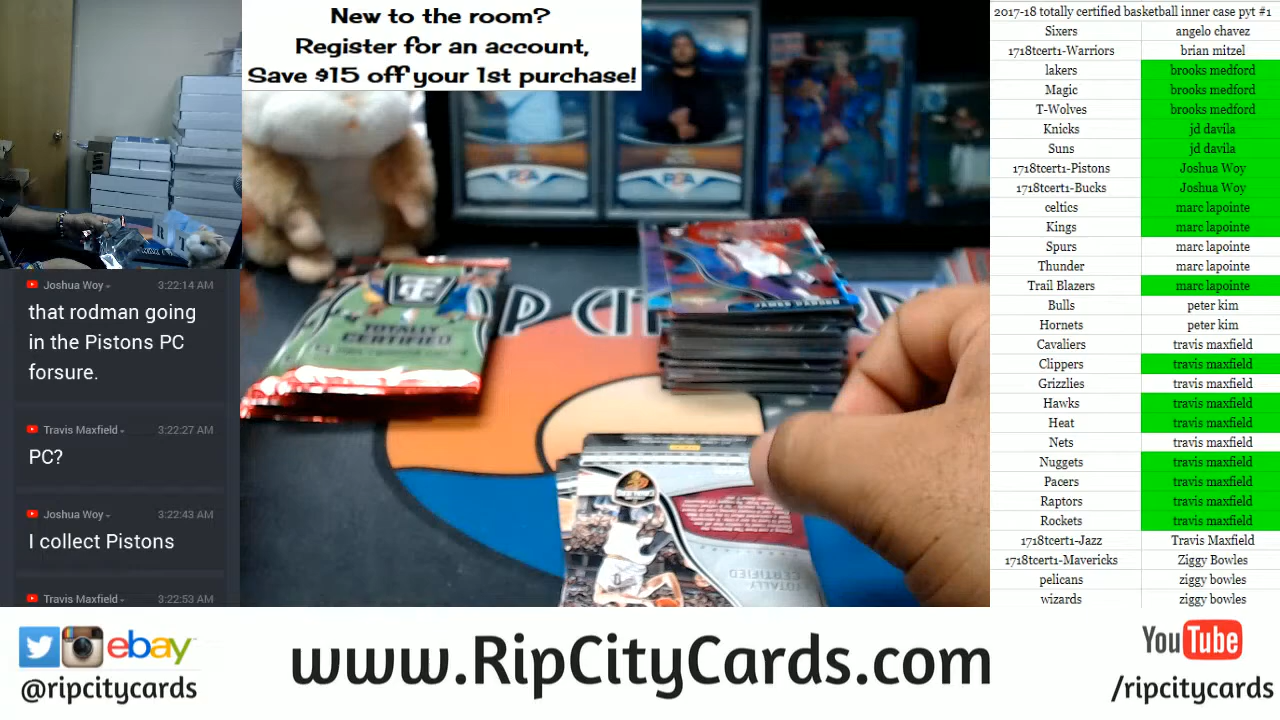 New to the room?
Register for an account,
Save $15 off your 1st purchase!
Joshua Woy 3:22:14 AM
that rodman going
in the Pistons PC
forsure.
Travis Maxfield 3:22:27 AM
PC?
Joshua Woy 3:22:43 AM
I collect Pistons
Travis Maxfield 3:22:53 AM
TOTALLY
CERTIFIED
JAMES HARDEN
TOTALLY
CERTIFIED
2017-18 totally certified basketball inner case pyt #1
Sixers angelo chavez
1718tcert1-Warriors brian mitzel
lakers brooks medford
Magic brooks medford
T-Wolves brooks medford
Knicks jd davila
Suns jd davila
1718tcert1-Pistons Joshua Woy
1718tcert1-Bucks Joshua Woy
celtics marc lapointe
Kings marc lapointe
Spurs marc lapointe
Thunder marc lapointe
Trail Blazers marc lapointe
Bulls peter kim
Hornets peter kim
Cavaliers travis maxfield
Clippers travis maxfield
Grizzlies travis maxfield
Hawks travis maxfield
Heat travis maxfield
Nets travis maxfield
Nuggets travis maxfield
Pacers travis maxfield
Raptors travis maxfield
Rockets travis maxfield
1718tcert1-Jazz Travis Maxfield
1718tcert1-Mavericks Ziggy Bowles
pelicans ziggy bowles
wizards ziggy bowles
ebay
@ripcitycards
www.RipCityCards.com
YouTube
/ripcitycards